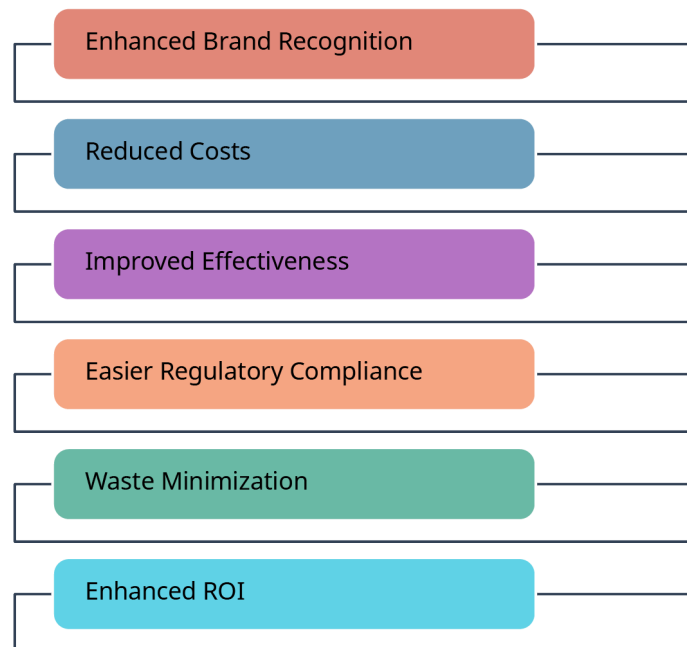 Enhanced Brand Recognition
Reduced Costs
Improved Effectiveness
Easier Regulatory Compliance
Waste Minimization
Enhanced ROI